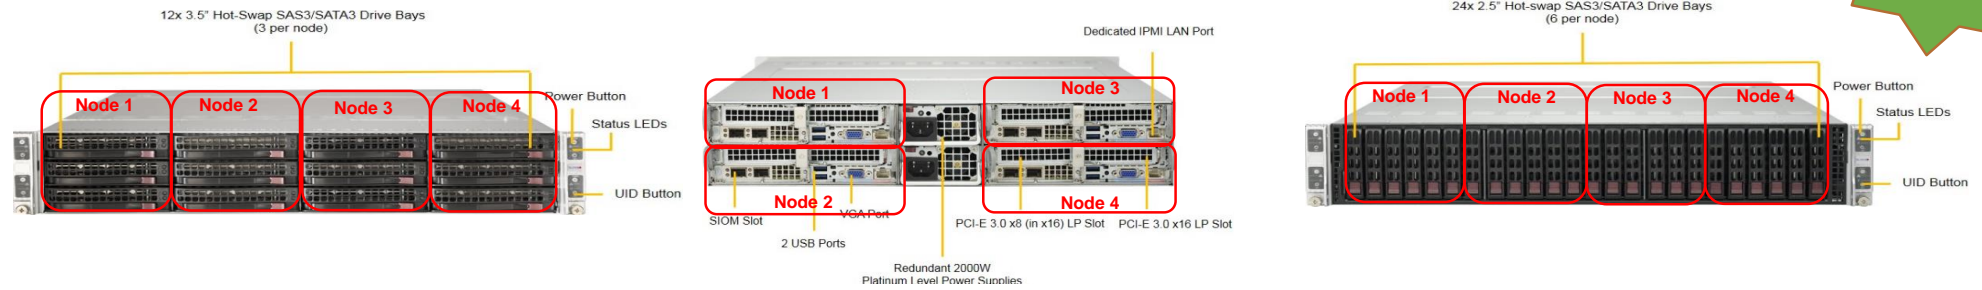 12x 3.5" Hot-Swap SAS3/SATA3 Drive Bays
(3 per node)
Node 1
Node 2
Node 3
Node 4
Power Button
Status LEDs
UID Button
Dedicated IPMI LAN Port
Node 1
Node 3
Node 2
Node 4
SIOM Slot
VGA Port
2 USB Ports
PCI-E 3.0 x8 (in x16) LP Slot
PCI-E 3.0 x16 LP Slot
Redundant 2000W
Platinum Level Power Supplies
24x 2.5" Hot-swap SAS3/SATA3 Drive Bays
(6 per node)
Node 1
Node 2
Node 3
Node 4
Power Button
Status LEDs
UID Button